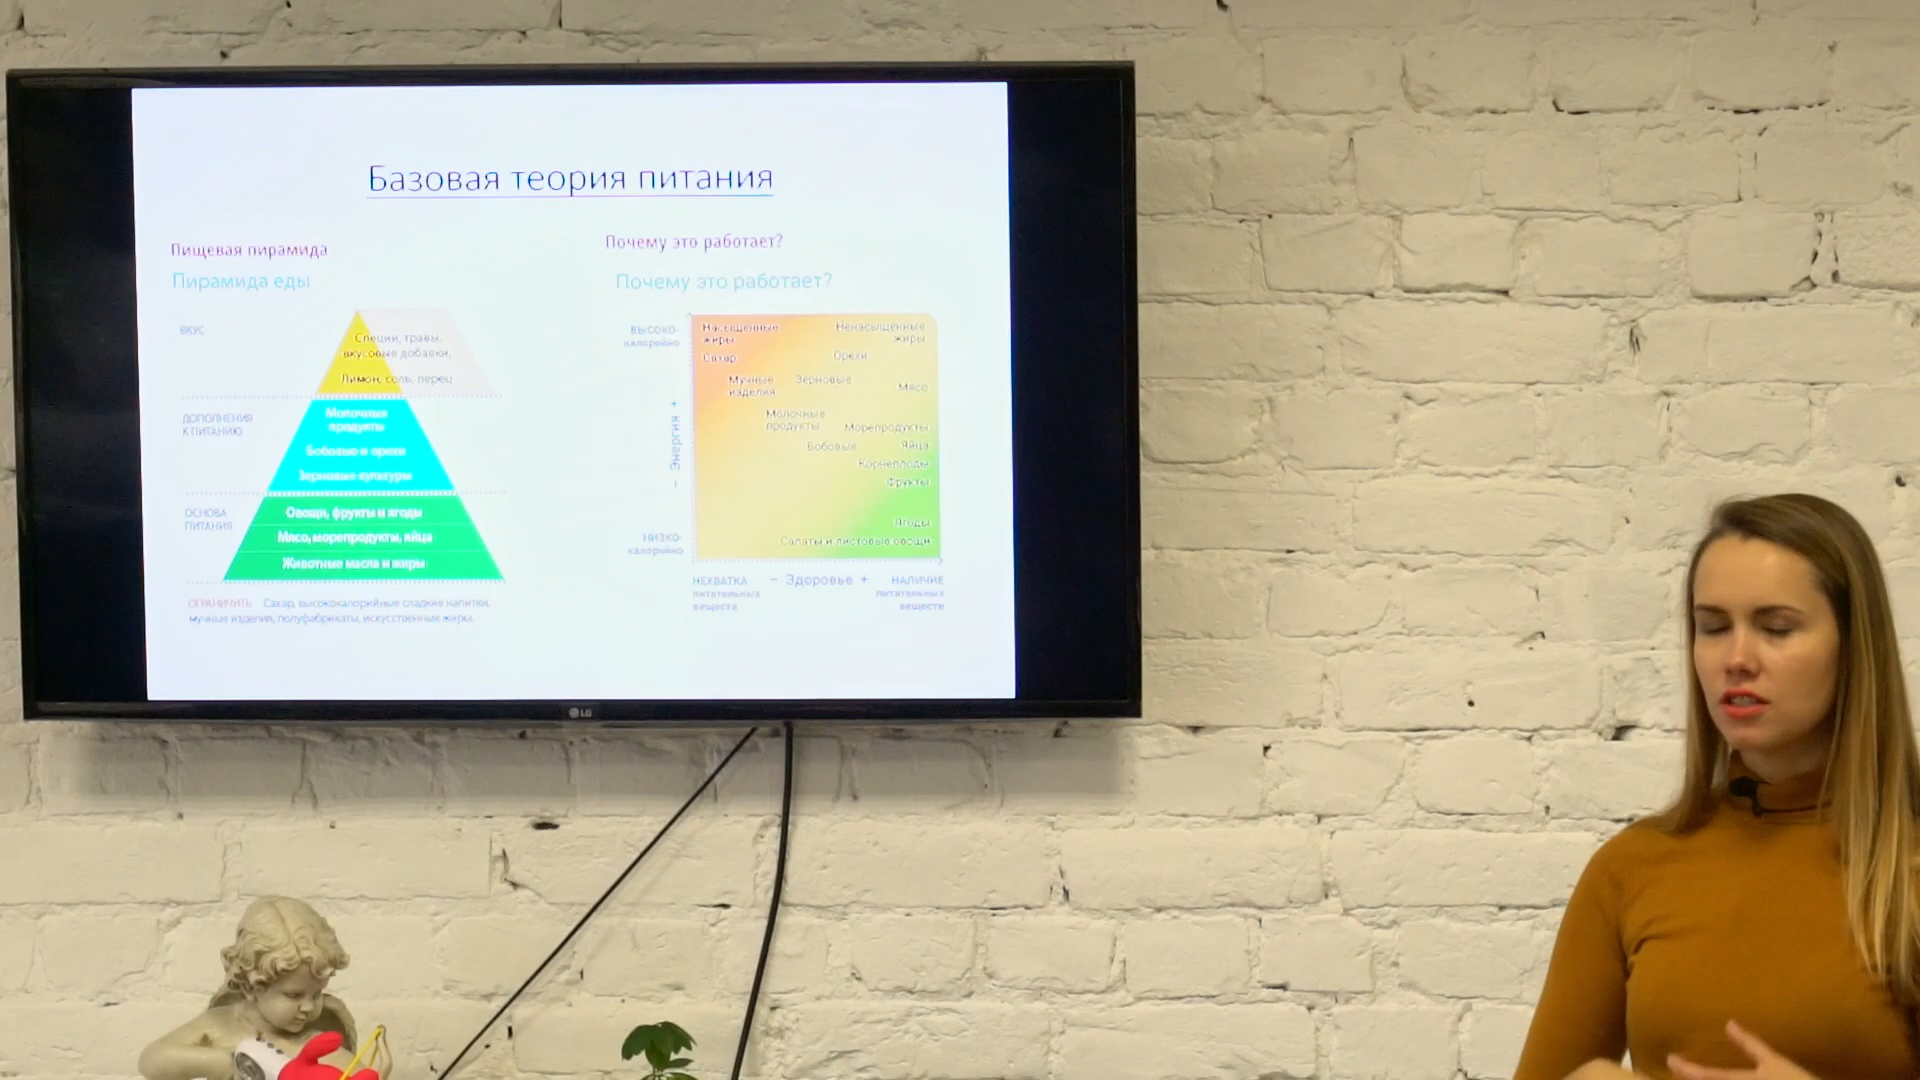 Базовая теория питания
Пищевая пирамида
Пирамида еды
ВКУС
Специи, травы,
вкусовые добавки,
Лимон, соль, перец
ДОПОЛНЕНИЯ
К ПИТАНИЮ
Молочные
продукты
Бобовые и орехи
Зерновые культуры
ОСНОВА
ПИТАНИЯ
Овощи, фрукты и ягоды
Мясо, морепродукты, яйца
Животные масла и жиры
ОГРАНИЧИТЬ Сахар, высококалорийные сладкие напитки,
мучные изделия, полуфабрикаты, искусственные жиры.
Почему это работает?
Почему это работает?
ВЫСОКО-
калорийно
Насыщенные
жиры
Ненасыщенные
жиры
Сахар
Орехи
Мучные
изделия
Зерновые
Мясо
Молочные
продукты
Морепродукты
Бобовые
Яйца
Корнеплоды
Фрукты
Ягоды
Салаты и листовые овощи
− Энергия +
НИЗКО-
калорийно
НЕХВАТКА
питательных
веществ
− Здоровье +
НАЛИЧИЕ
питательных
веществ
LG